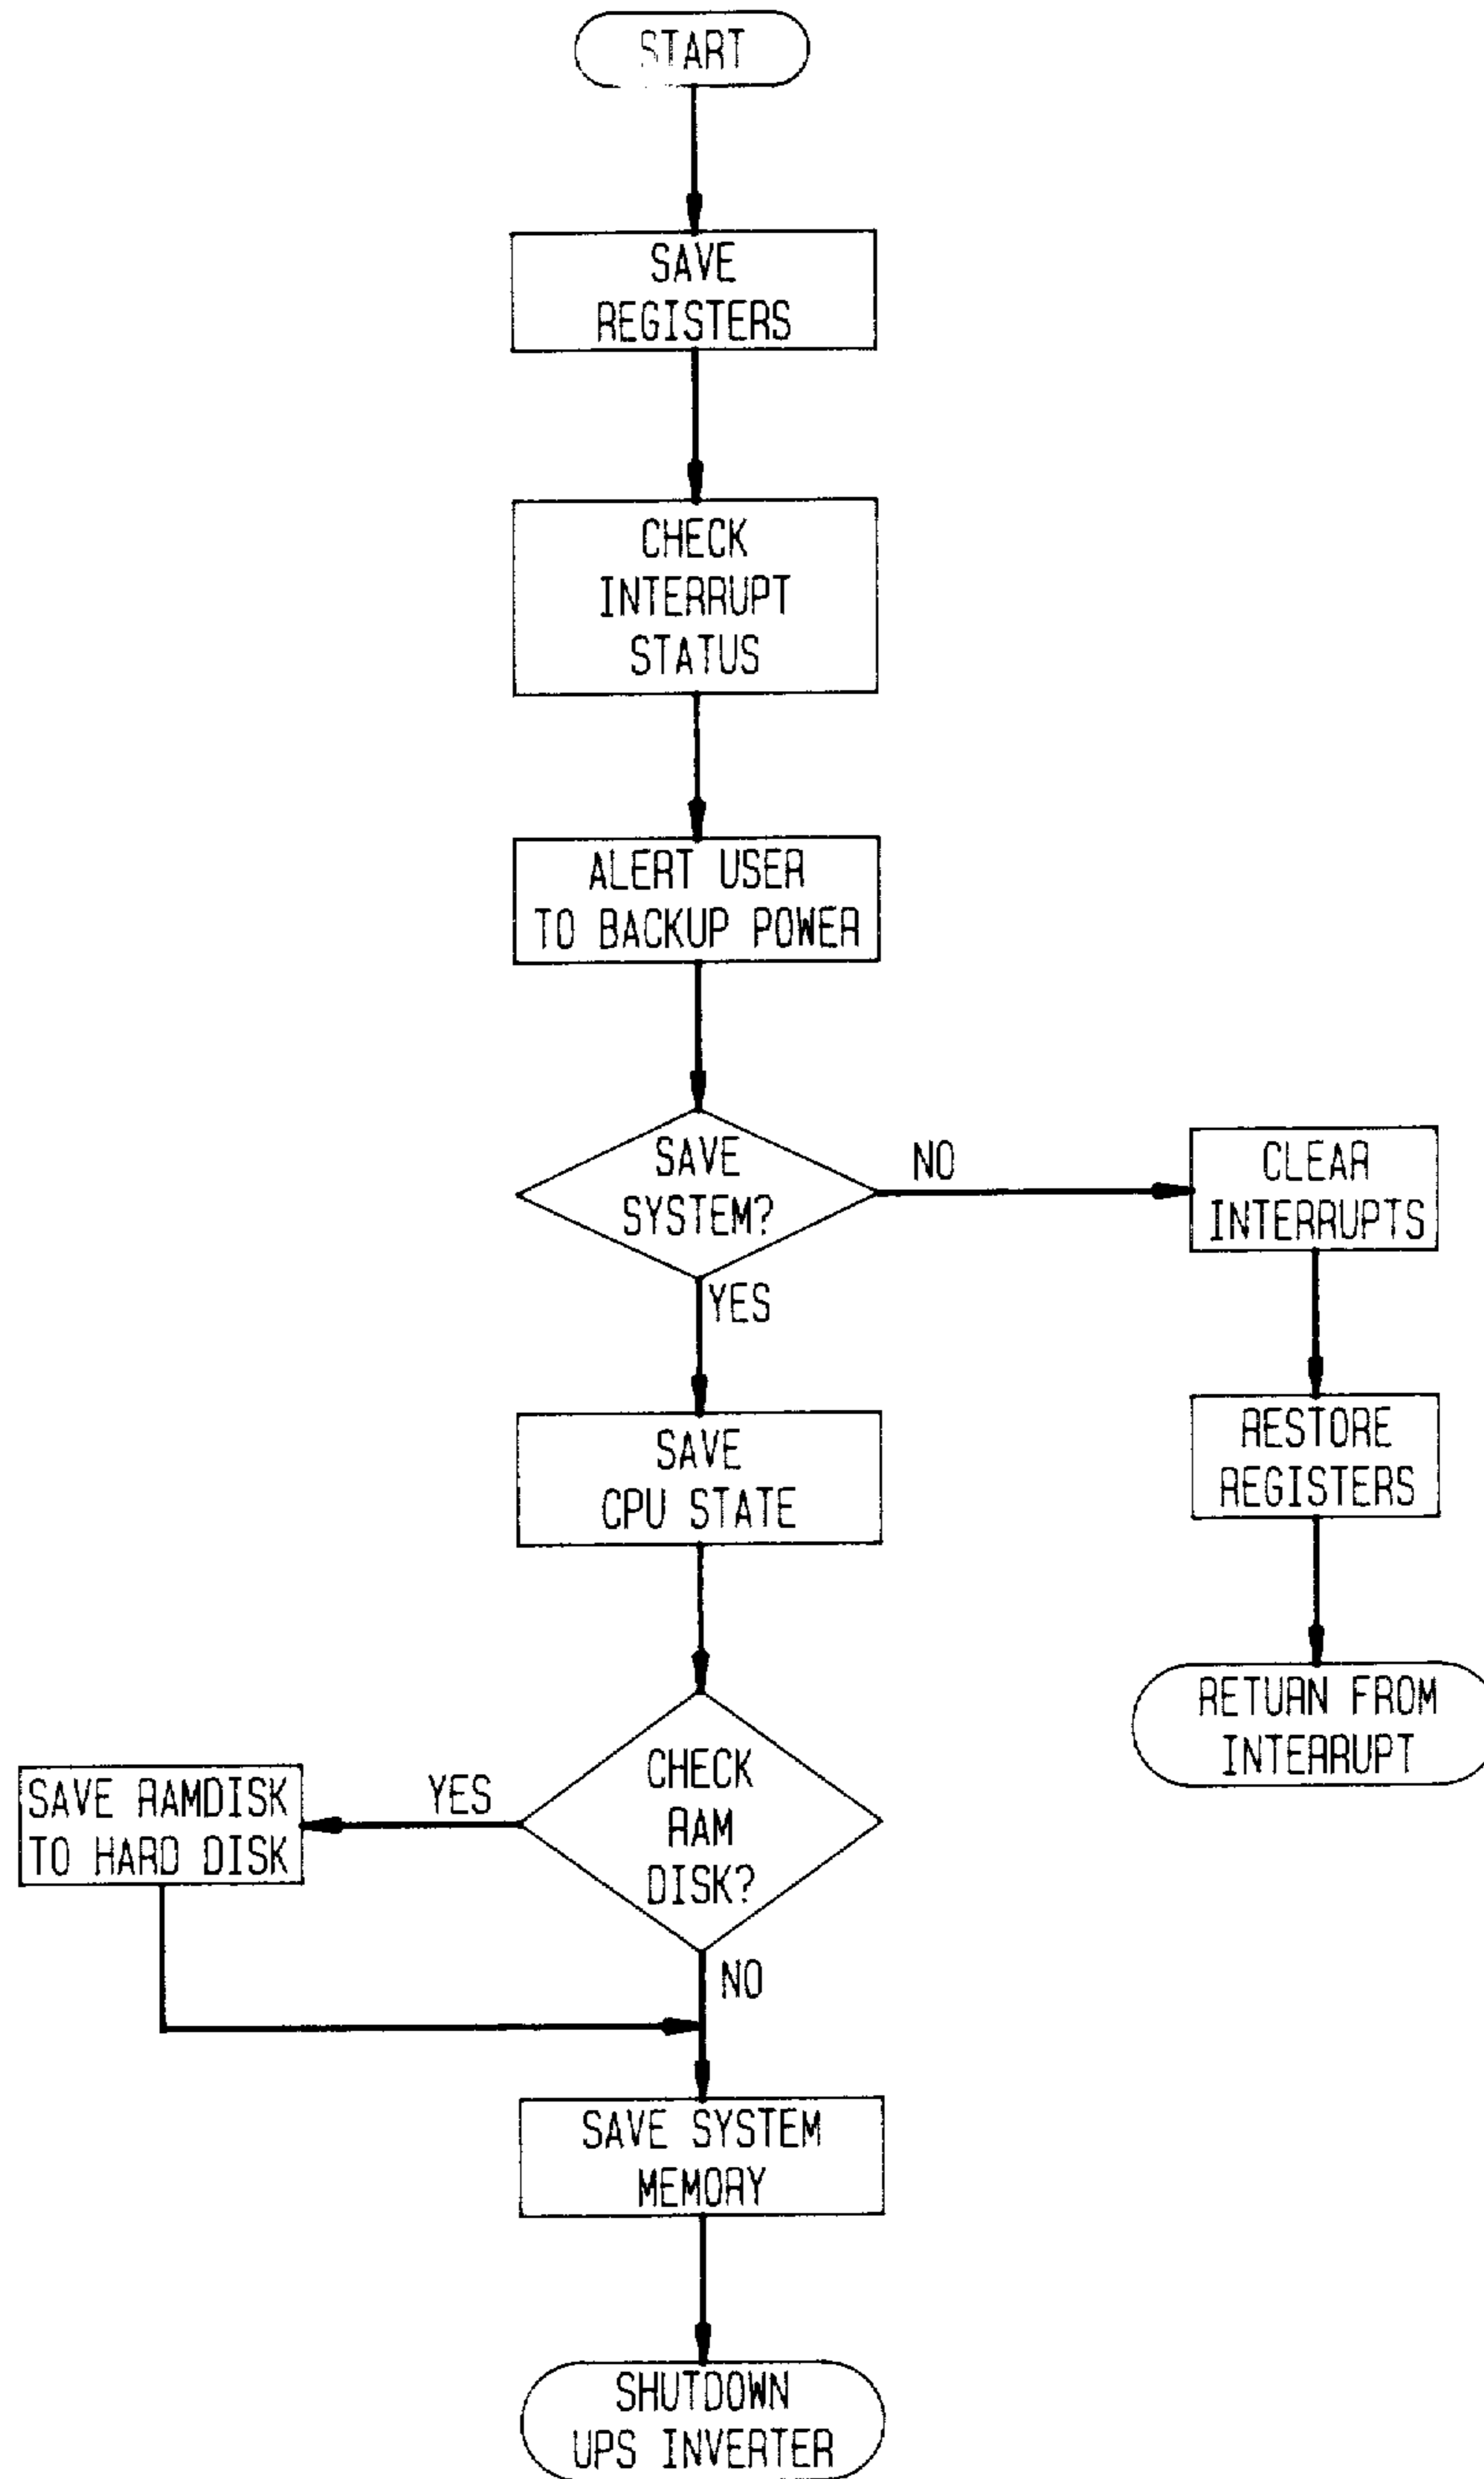 START
SAVE
REGISTERS
CHECK
INTERRUPT
STATUS
ALERT USER
TO BACKUP POWER
SAVE
SYSTEM?
NO
CLEAR
INTERRUPTS
YES
RESTORE
REGISTERS
SAVE
CPU STATE
RETURN FROM
INTERRUPT
CHECK
RAM
DISK?
YES
SAVE RAMDISK
TO HARD DISK
NO
SAVE SYSTEM
MEMORY
SHUTDOWN
UPS INVERTER